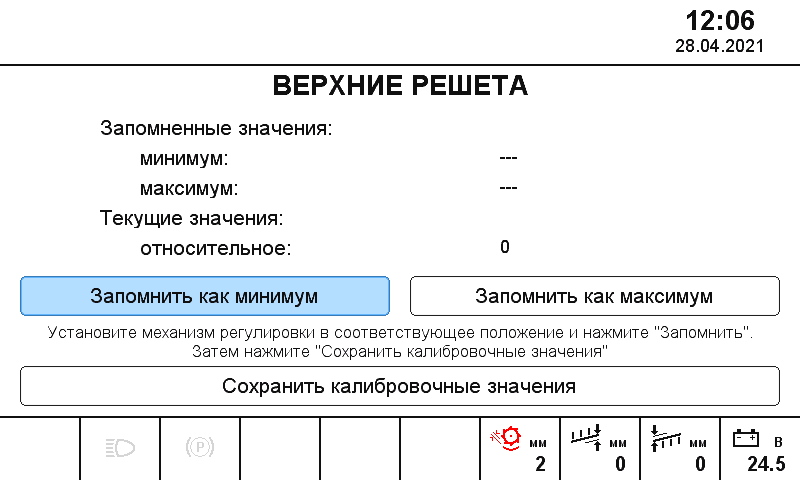 12:06
28.04.2021
ВЕРХНИЕ РЕШЕТА
Запомненные значения:
минимум: ---
максимум: ---
Текущие значения:
относительное: 0
Запомнить как минимум Запомнить как максимум
Установите механизм регулировки в соответствующее положение и нажмите "Запомнить".
Затем нажмите "Сохранить калибровочные значения"
Сохранить калибровочные значения
(P) мм мм мм В
2 0 0 24.5